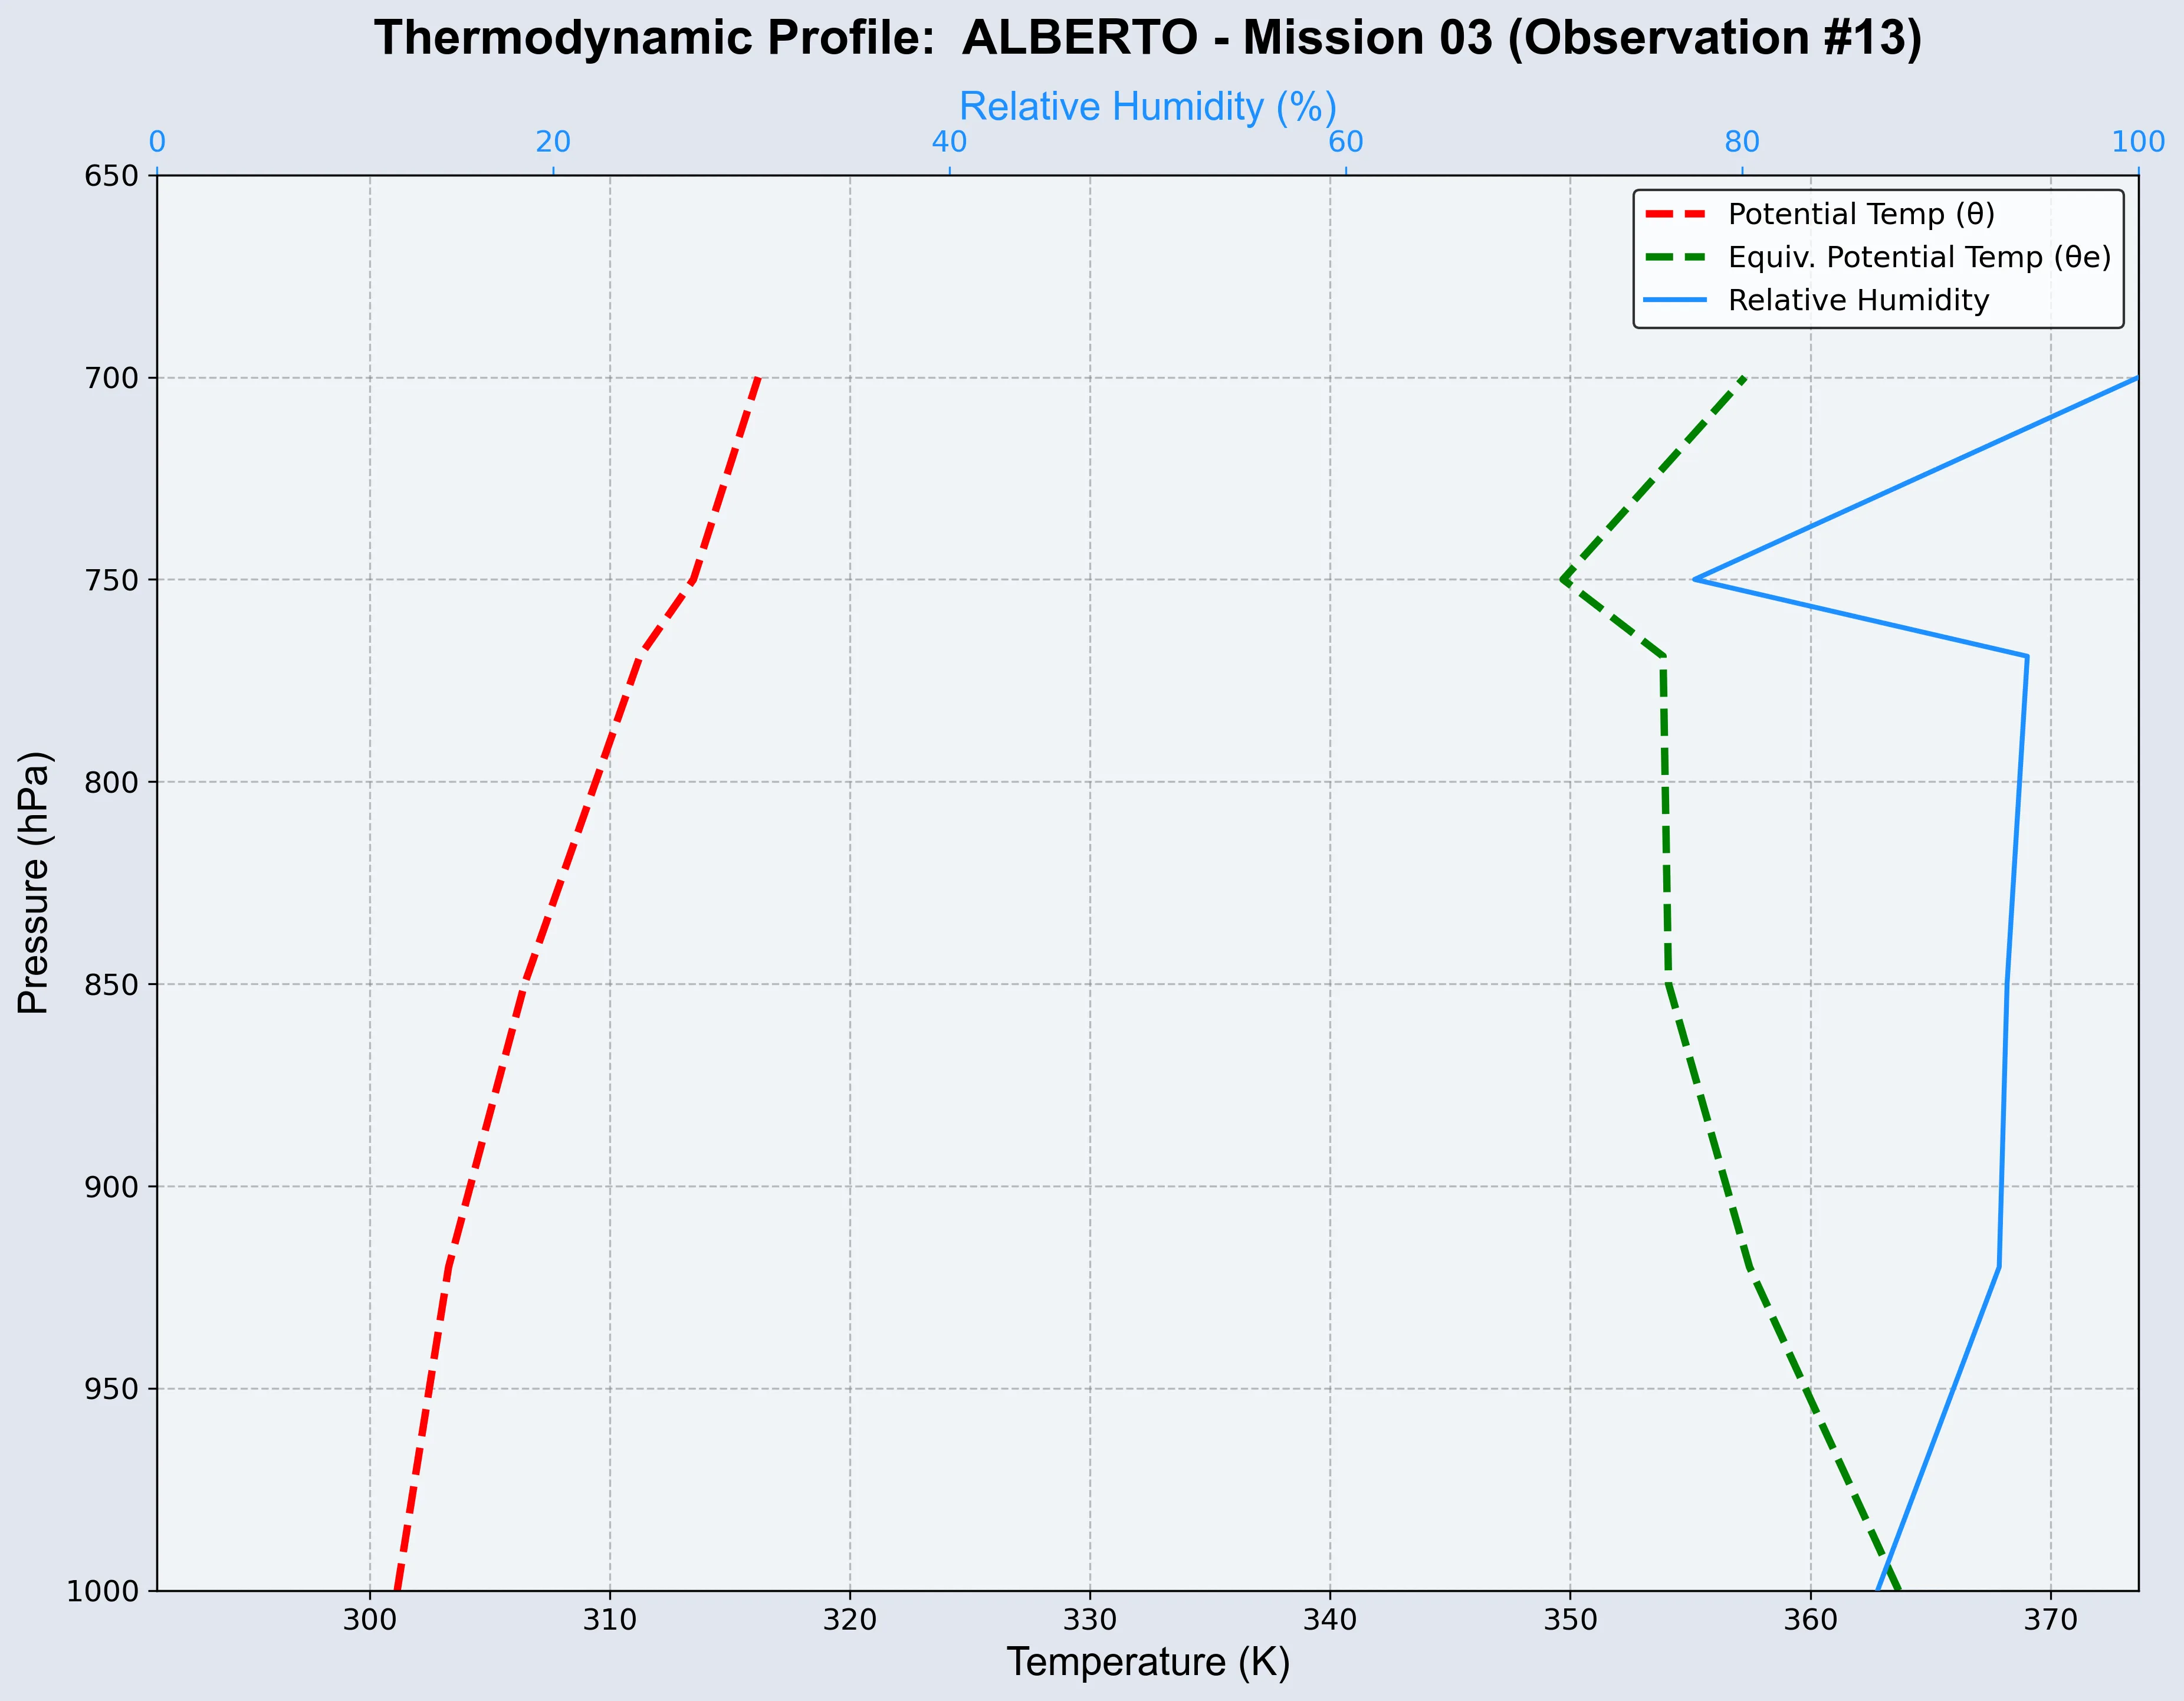 Thermodynamic Profile:  ALBERTO - Mission 03 (Observation #13)
Relative Humidity (%)
0 20 40 60 80 100
Potential Temp (θ)
Equiv. Potential Temp (θe)
Relative Humidity
Pressure (hPa)
650
700
750
800
850
900
950
1000
300 310 320 330 340 350 360 370
Temperature (K)